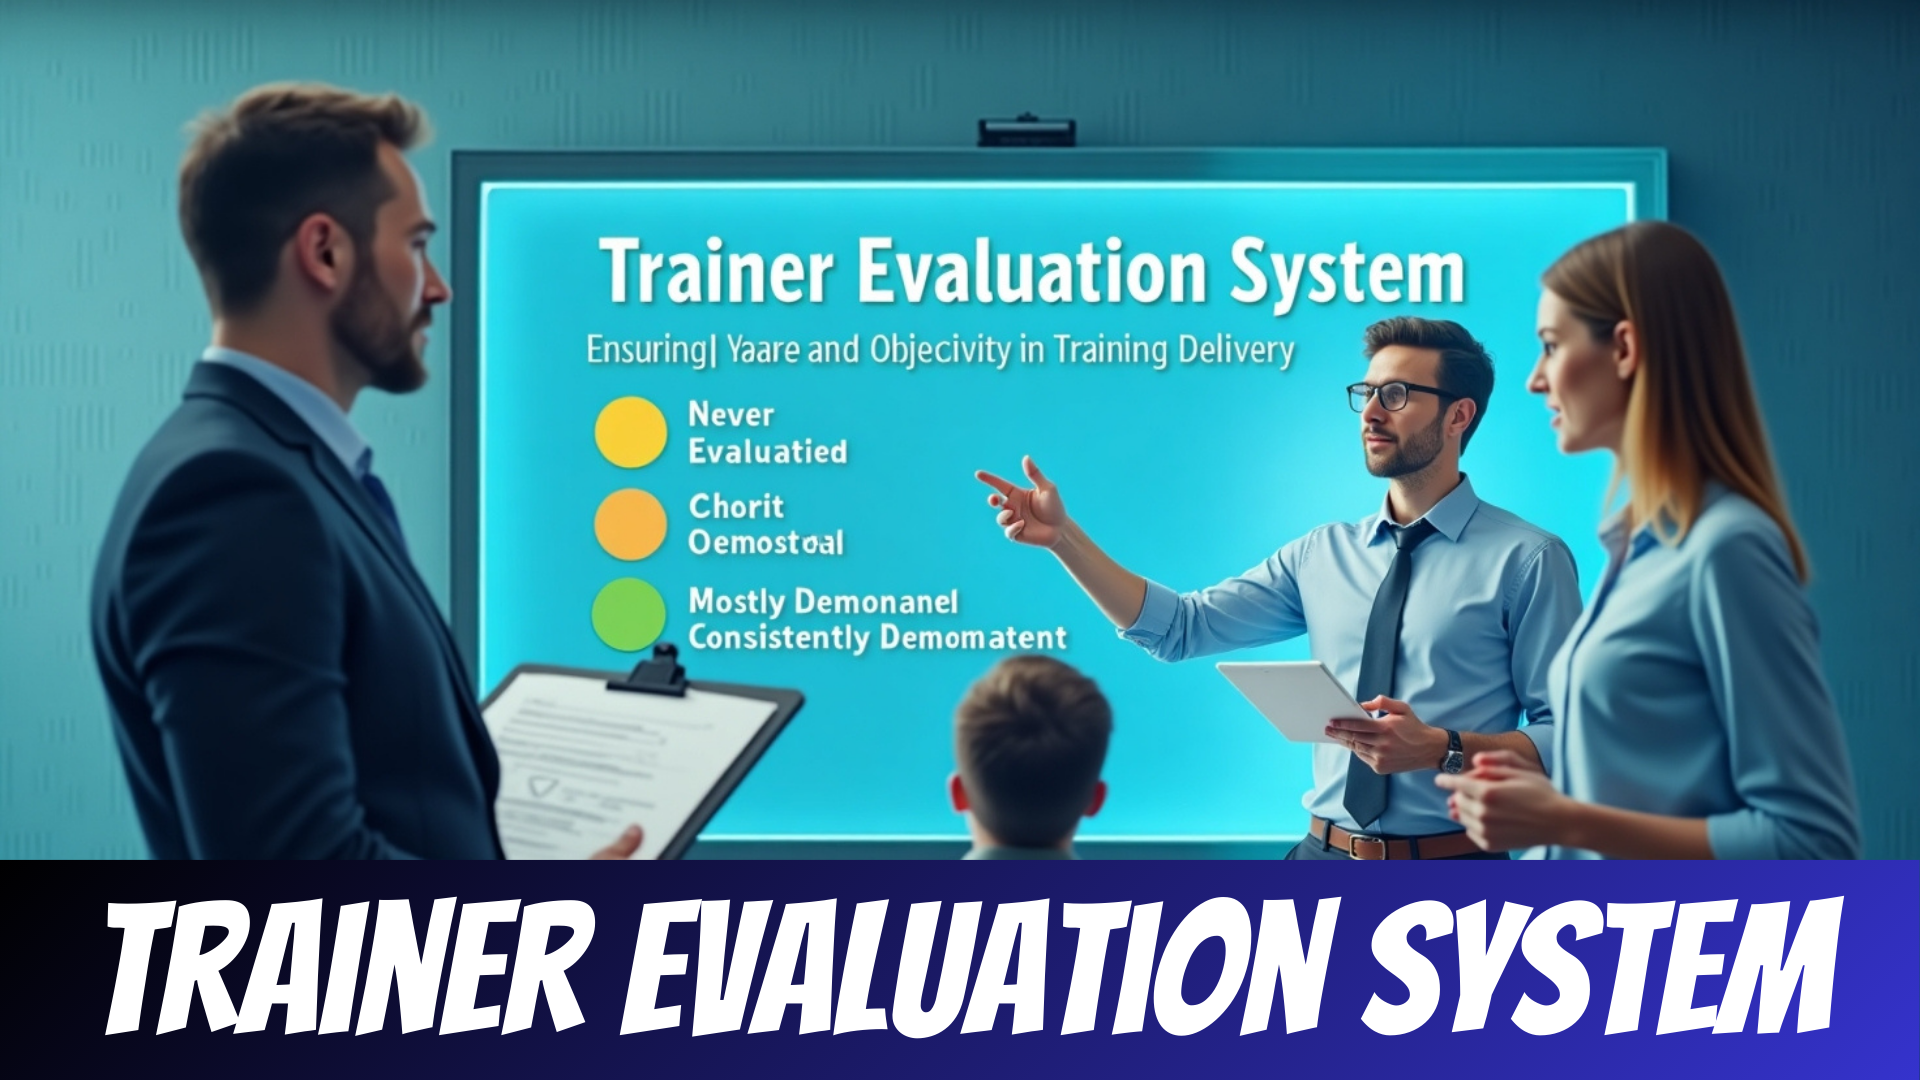 Trainer Evaluation System
Ensuring| Yaare and Objecivity in Training Delivery
Never
Evaluatied
Chorit
Oemostoal
Mostly Demonanel
Consistently Demomatent
TRAINER EVALUATION SYSTEM